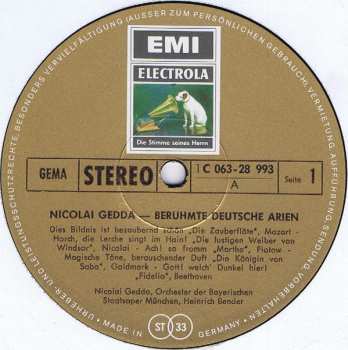 EMI
ELECTROLA
Die Stimme seines Herrn
GEMA
STEREO
1 C 063-28 993
A
Seite 1
NICOLAI GEDDA — BERUHMTE DEUTSCHE ARIEN
Dies Bildnis ist bezaubernd schön „Die Zauberflöte", Mozart -
Horch, die Lerche singt im Hain! „Die lustigen Weiber von
Windsor", Nicolai - Ach! so fromm „Martha", Flotow -
Magische Töne, berauschender Duft „Die Königin von
Saba", Goldmark - Gott! welch' Dunkel hier!
„Fidelio", Beethoven
Nicolai Gedda, Orchester der Bayerischen
Staatsoper München, Heinrich Bender
URHEBER- UND LEISTUNGSSCHUTZRECHTE, BESONDERS VERVIELFÄLTIGUNG (AUSSER ZUM PERSÖNLICHEN GEBRAUCH), VERMIETUNG, AUFFÜHRUNG, SENDUNG, VORBEHALTEN ·
MADE IN GERMANY
ST 33